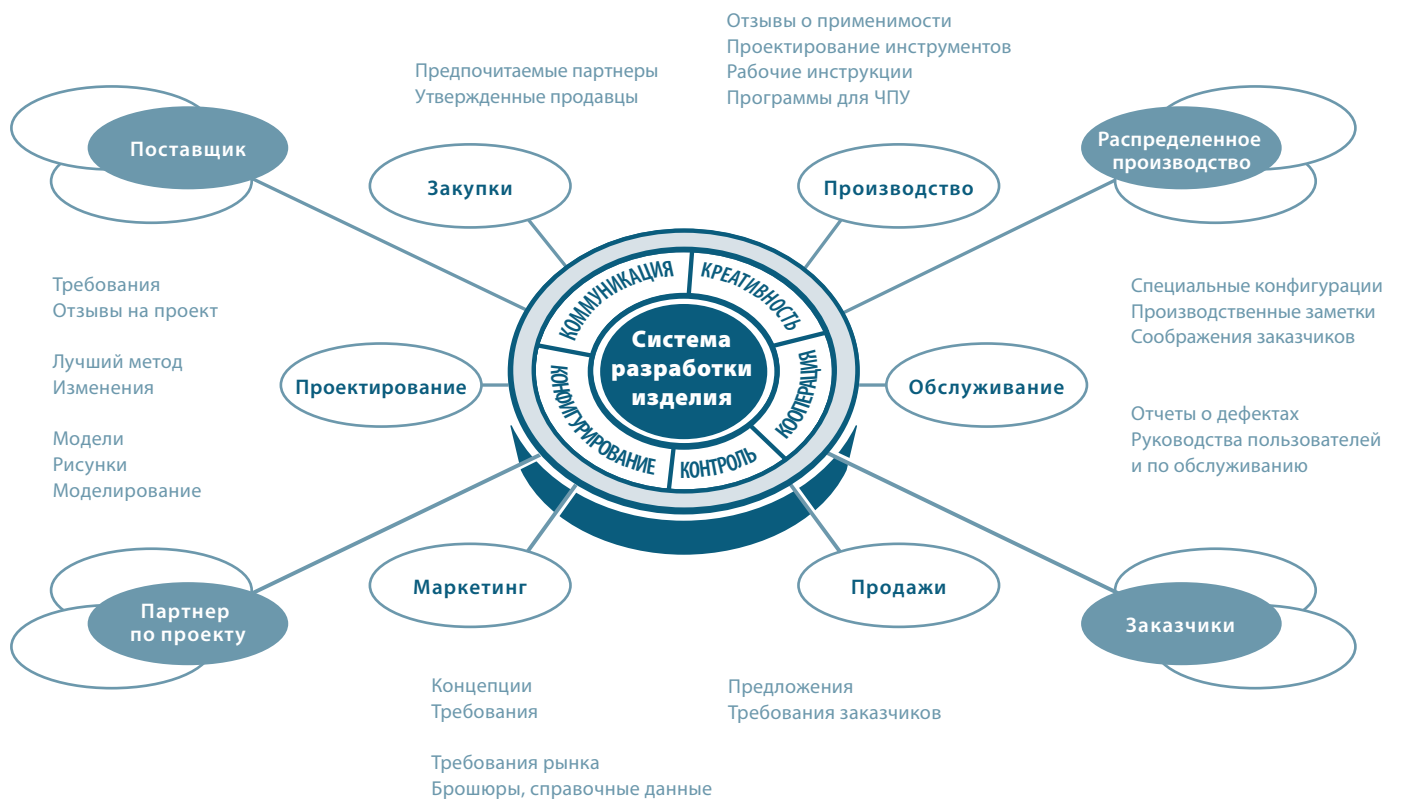 Отзывы о применимости
Проектирование инструментов
Рабочие инструкции
Программы для ЧПУ
Предпочитаемые партнеры
Утвержденные продавцы
Поставщик
Закупки
Производство
Распределенное
производство
Требования
Отзывы на проект
Лучший метод
Изменения
Модели
Рисунки
Моделирование
КОММУНИКАЦИЯ
КРЕАТИВНОСТЬ
КООПЕРАЦИЯ
КОНТРОЛЬ
КОНФИГУРИРОВАНИЕ
Система
разработки
изделия
Специальные конфигурации
Производственные заметки
Соображения заказчиков
Проектирование
Обслуживание
Отчеты о дефектах
Руководства пользователей
и по обслуживанию
Маркетинг
Продажи
Партнер
по проекту
Заказчики
Концепции
Требования
Требования рынка
Брошюры, справочные данные
Предложения
Требования заказчиков